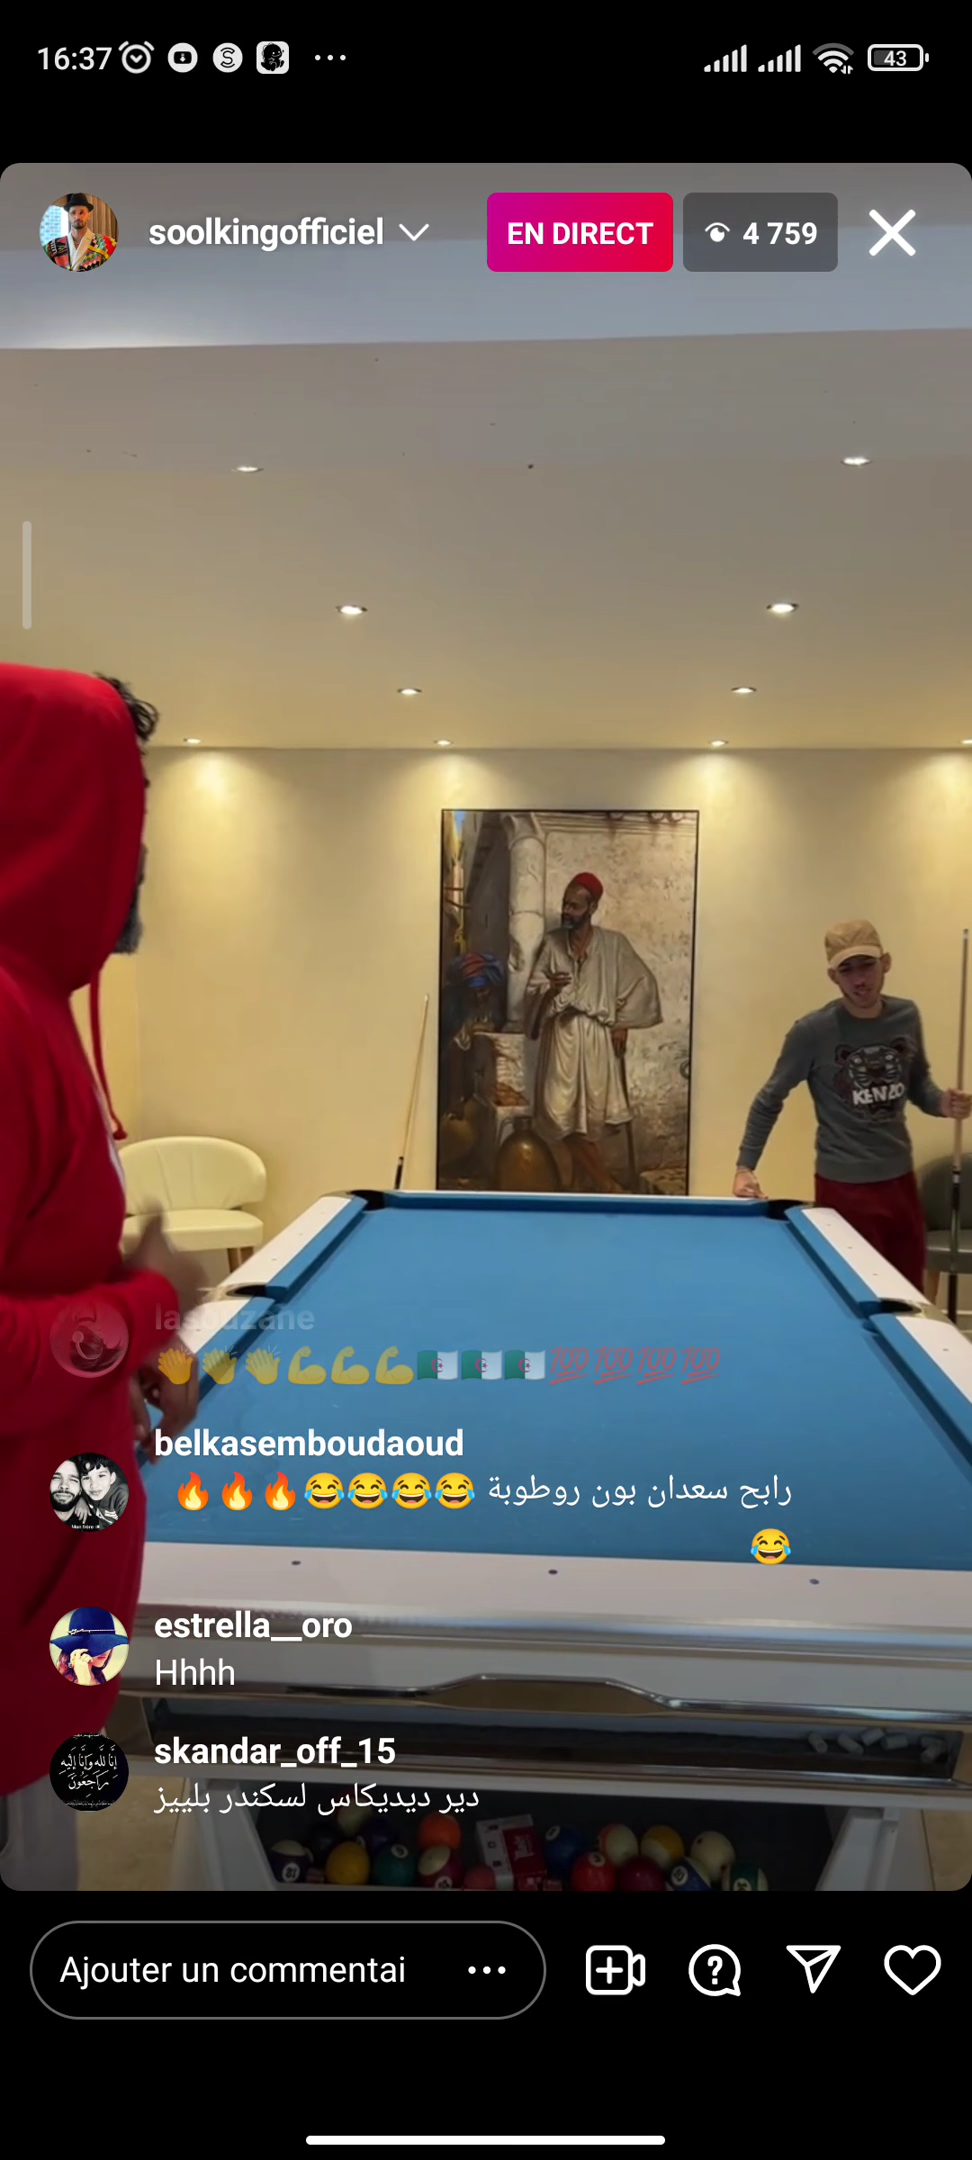 16:37
43
soolkingofficiel
EN DIRECT
4 759
KENZO
lasouzane
👏👏👏💪💪💪🇩🇿🇩🇿🇩🇿💯💯💯💯
belkasemboudaoud
رابح سعدان بون روطوبة 😂😂😂😂🔥🔥🔥
😂
estrella__oro
Hhhh
skandar_off_15
دير ديديكاس لسكندر بلييز
Ajouter un commentai